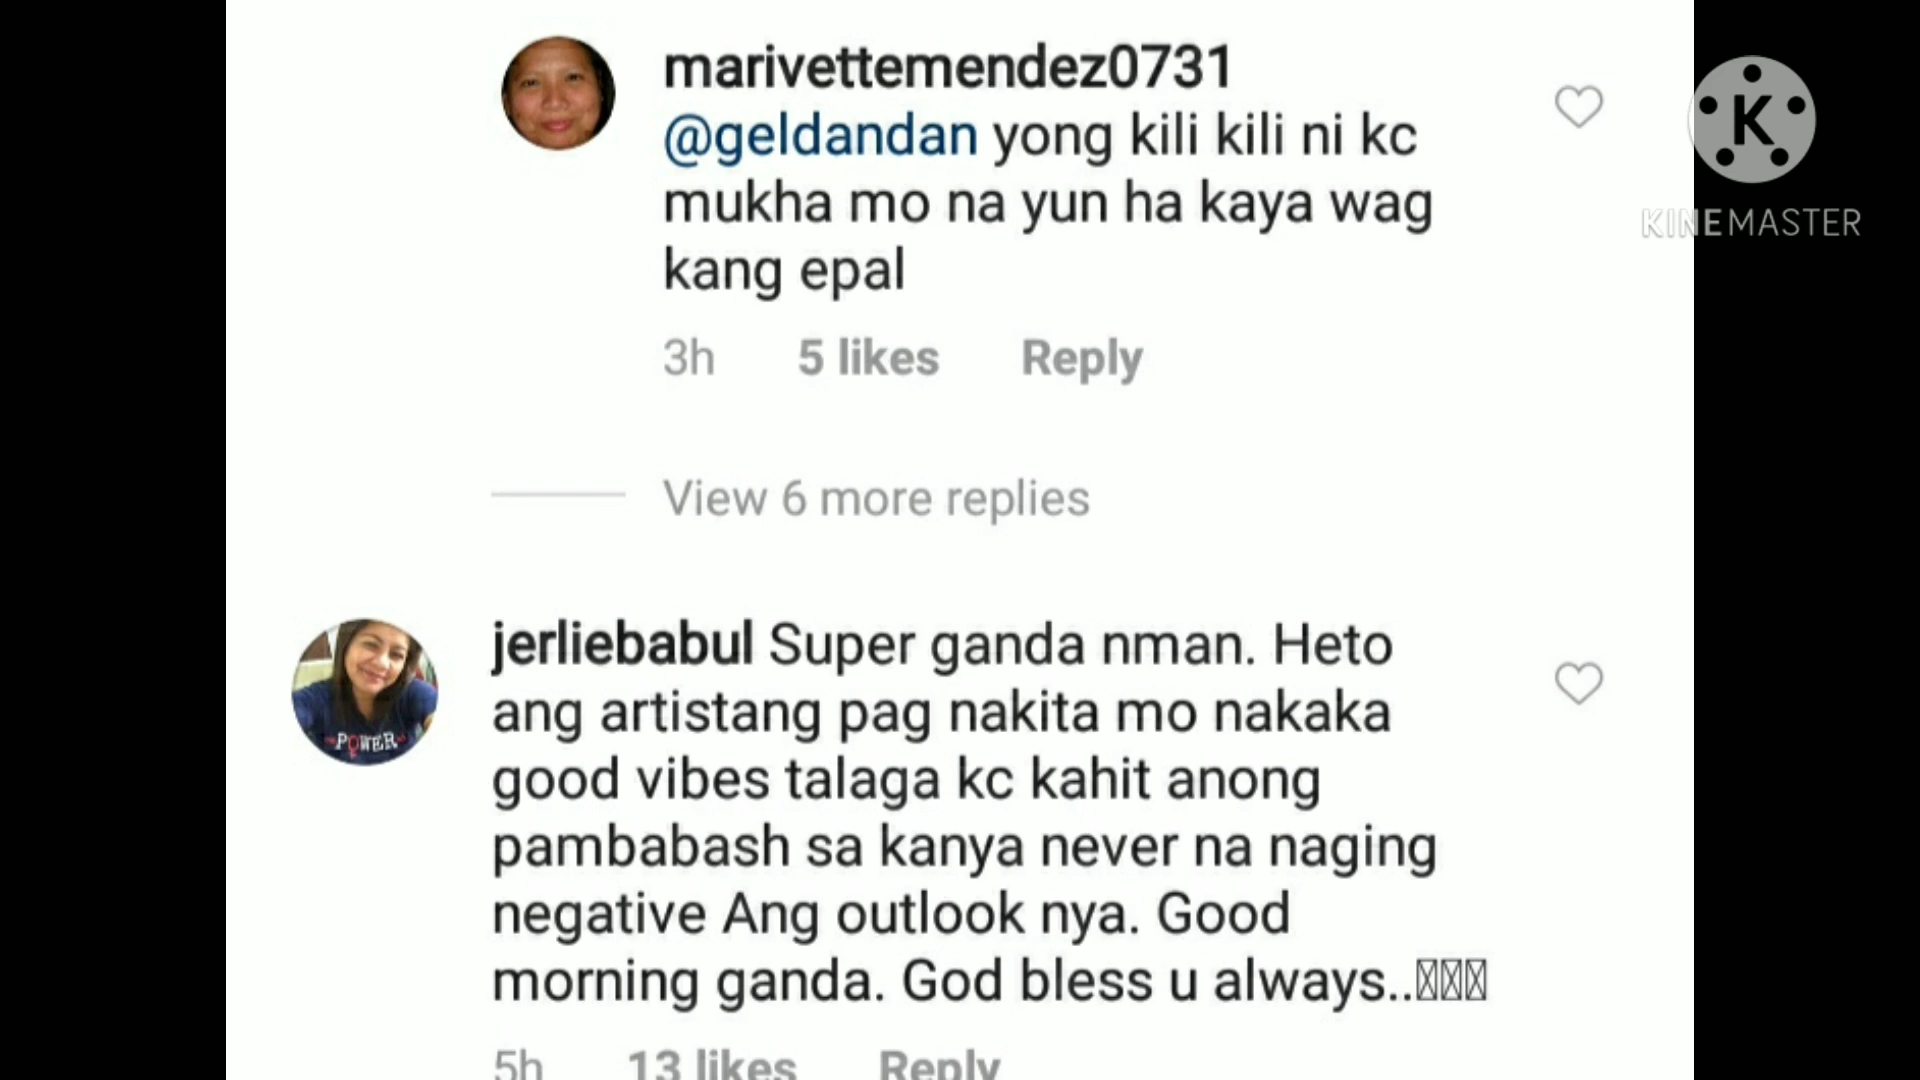 marivettemendez0731
@geldandan yong kili kili ni kc
mukha mo na yun ha kaya wag
kang epal
3h 5 likes Reply
View 6 more replies
jerliebabul Super ganda nman. Heto
ang artistang pag nakita mo nakaka
good vibes talaga kc kahit anong
pambabash sa kanya never na naging
negative Ang outlook nya. Good
morning ganda. God bless u always..
5h 13 likes Reply
POWER
K
KINEMASTER